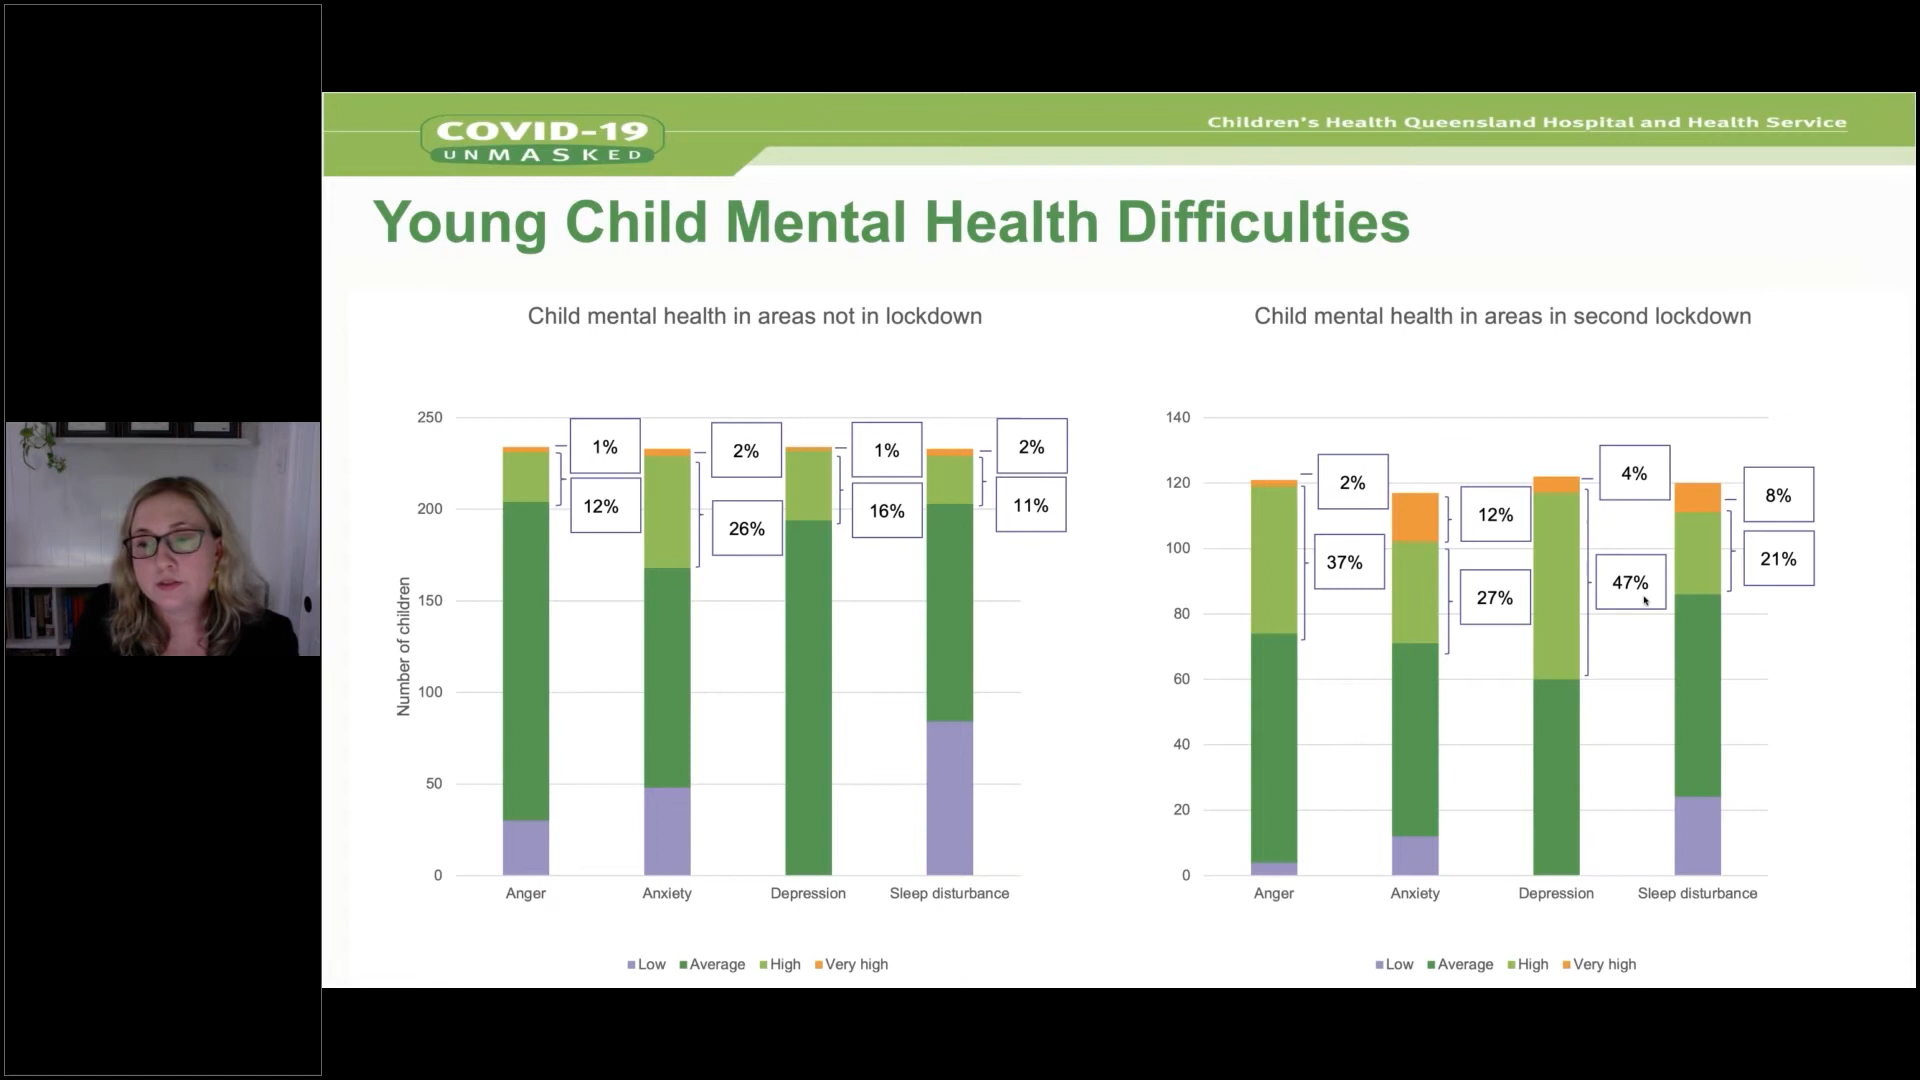 COVID-19
UNMASKED
Children's Health Queensland Hospital and Health Service
Young Child Mental Health Difficulties
Child mental health in areas not in lockdown
250
200
150
100
50
0
Number of children
1%
12%
2%
26%
1%
16%
2%
11%
Anger
Anxiety
Depression
Sleep disturbance
Low
Average
High
Very high
Child mental health in areas in second lockdown
140
120
100
80
60
40
20
0
2%
37%
12%
27%
4%
47%
8%
21%
Anger
Anxiety
Depression
Sleep disturbance
Low
Average
High
Very high